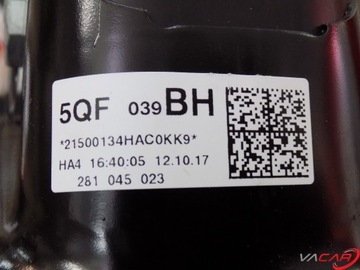 5QF 039BH
*21500134HAC0KK9*
HA4 16:40:05 12.10.17
281 045 023
VACAR